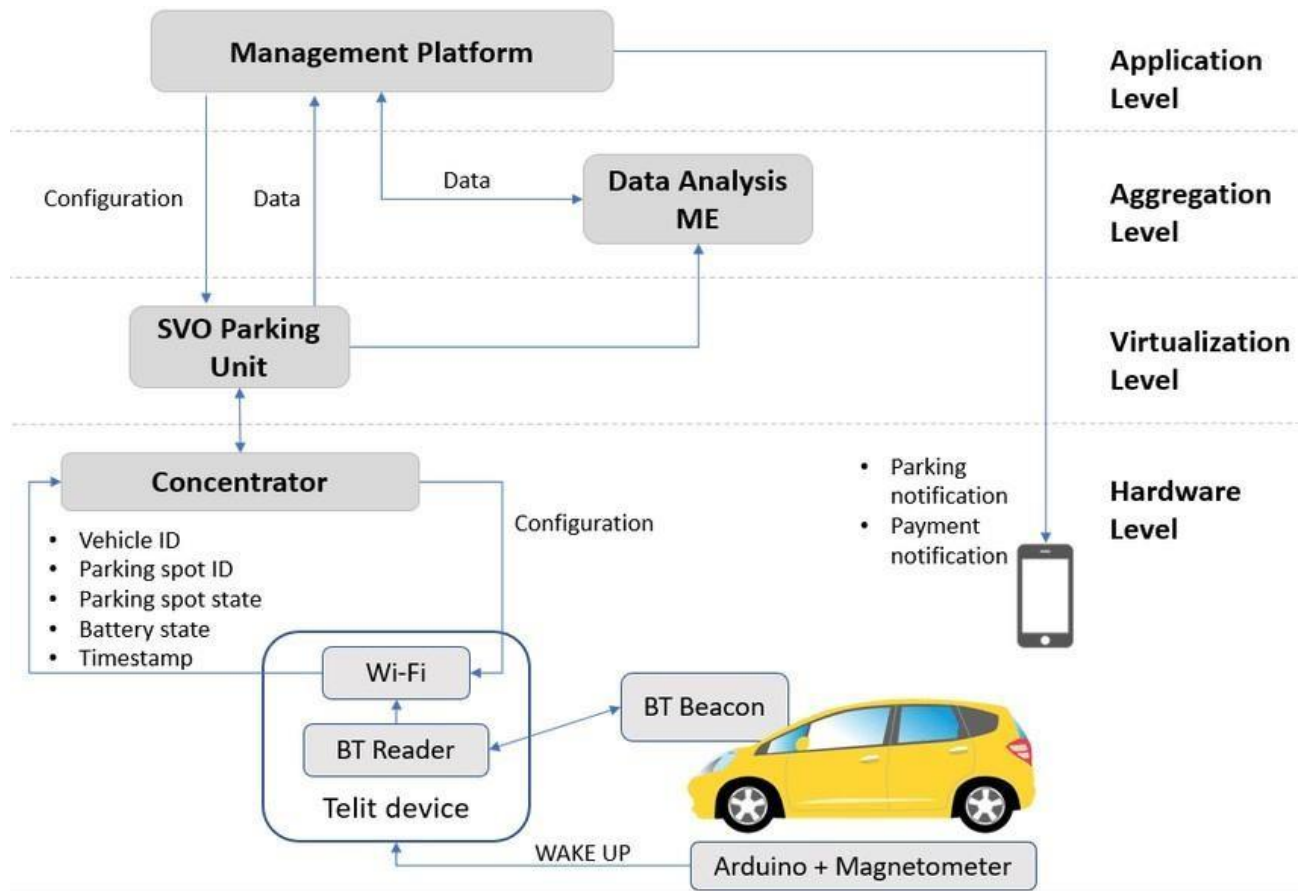 Management Platform
Application
Level
Configuration
Data
Data
Data Analysis
ME
Aggregation
Level
SVO Parking
Unit
Virtualization
Level
Concentrator
• Vehicle ID
• Parking spot ID
• Parking spot state
• Battery state
• Timestamp
Configuration
• Parking
notification
• Payment
notification
Hardware
Level
Wi-Fi
BT Reader
Telit device
BT Beacon
WAKE UP
Arduino + Magnetometer